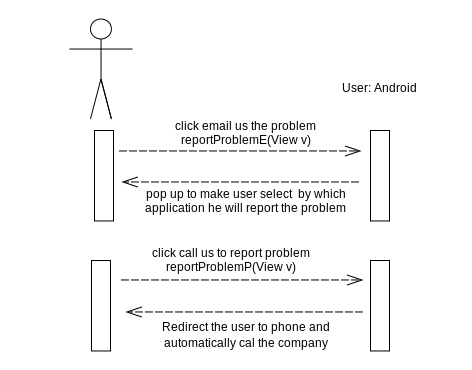 User: Android
click email us the problem
reportProblemE(View v)
pop up to make user select by which
application he will report the problem
click call us to report problem
reportProblemP(View v)
Redirect the user to phone and
automatically cal the company